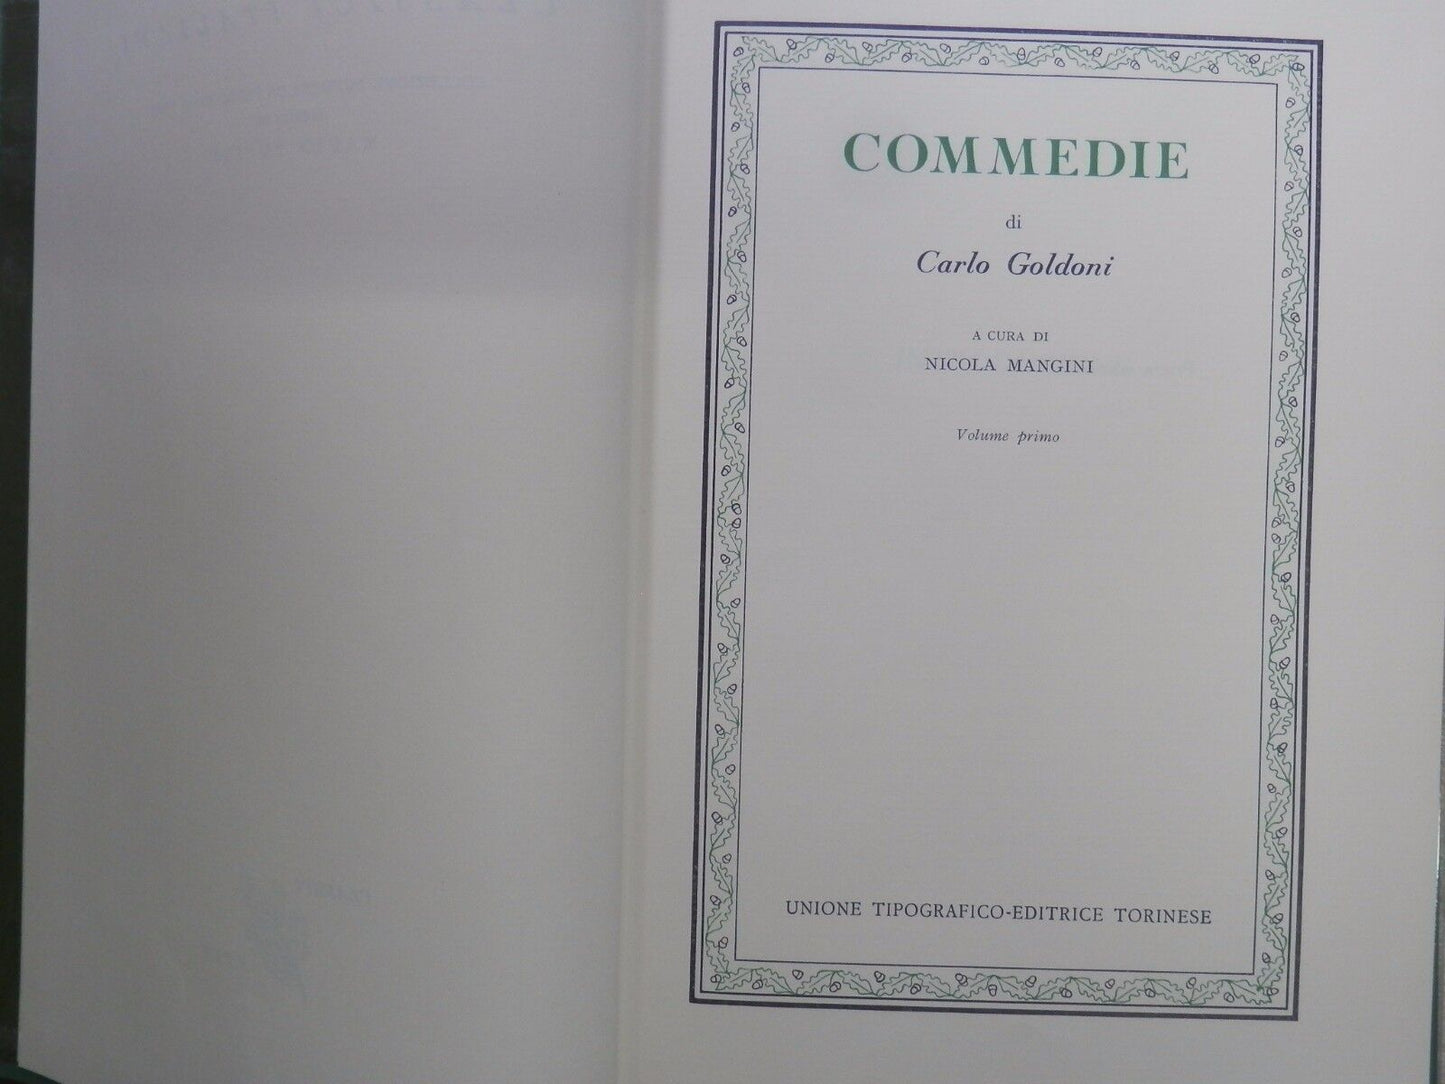 COMMEDIE
di
Carlo Goldoni
A CURA DI
NICOLA MANGINI
Volume primo
UNIONE TIPOGRAFICO-EDITRICE TORINESE